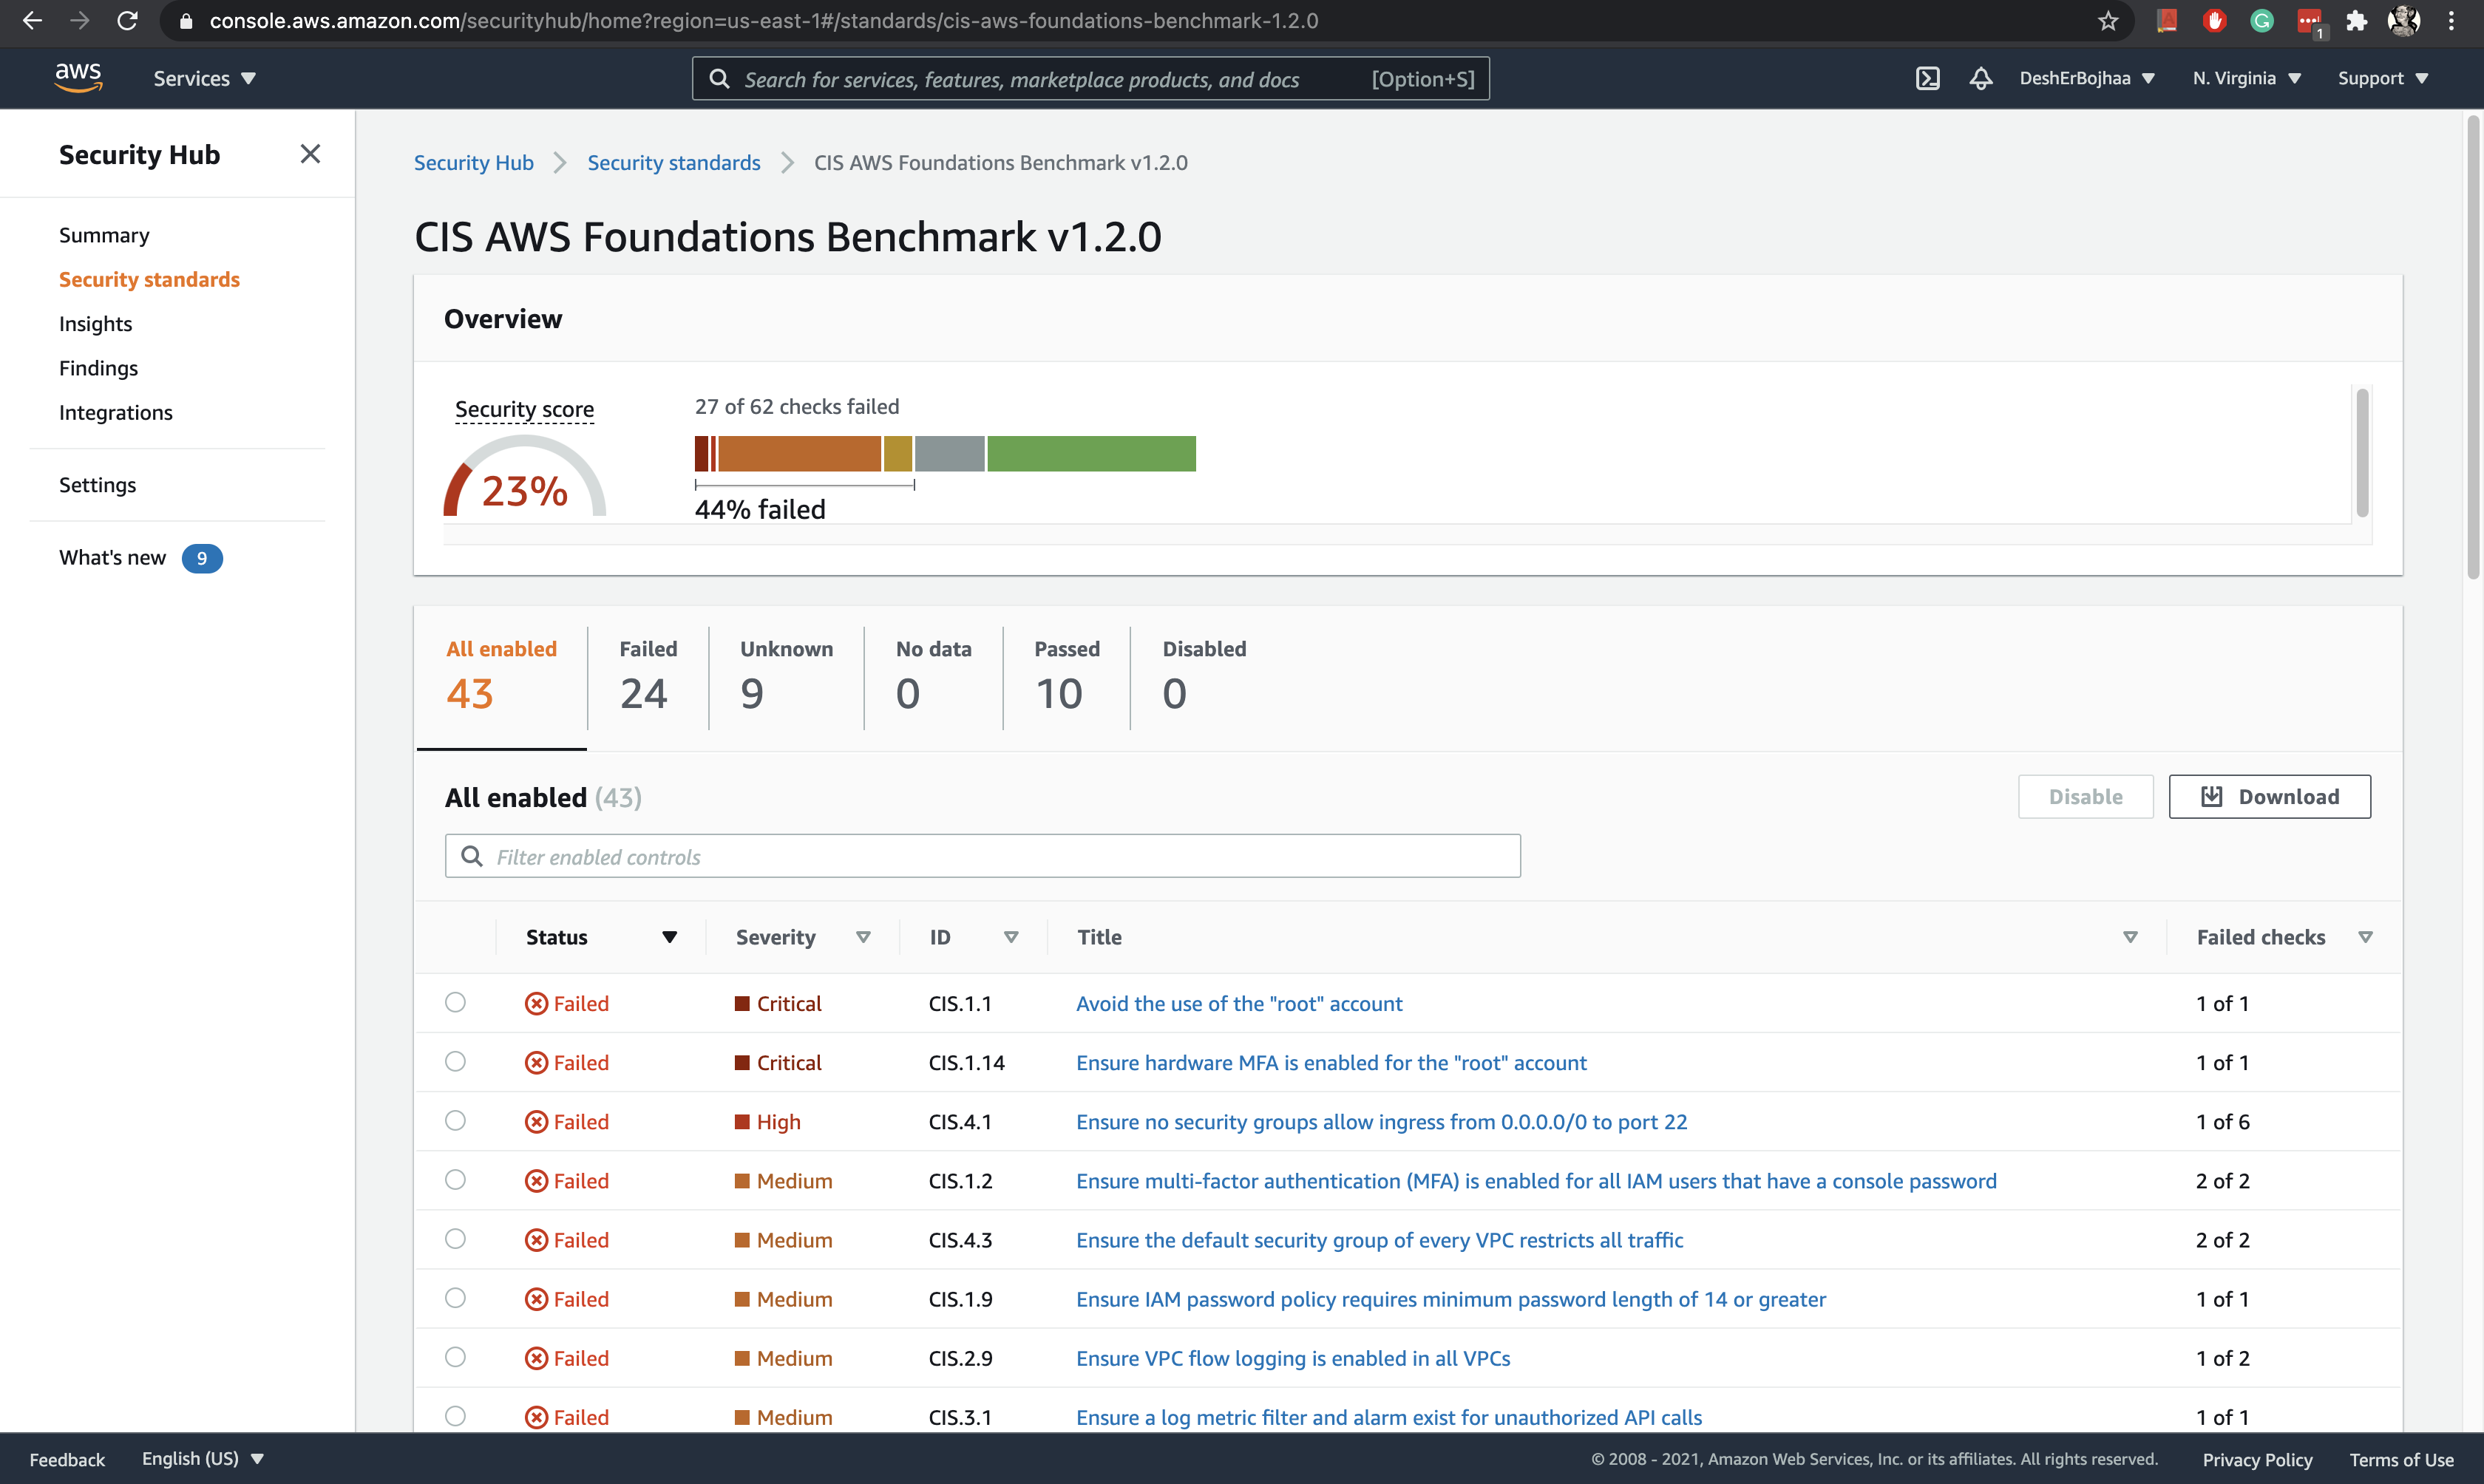 console.aws.amazon.com/securityhub/home?region=us-east-1#/standards/cis-aws-foundations-benchmark-1.2.0
1
aws
Services
Search for services, features, marketplace products, and docs [Option+S]
DeshErBojhaa
N. Virginia
Support
Security Hub
Summary
Security standards
Insights
Findings
Integrations
Settings
What's new 9
Security Hub > Security standards > CIS AWS Foundations Benchmark v1.2.0
CIS AWS Foundations Benchmark v1.2.0
Overview
Security score
23%
27 of 62 checks failed
44% failed
All enabled Failed Unknown No data Passed Disabled
43 24 9 0 10 0
All enabled (43)
Disable
Download
Filter enabled controls
Status Severity ID Title Failed checks
Failed Critical CIS.1.1 Avoid the use of the "root" account 1 of 1
Failed Critical CIS.1.14 Ensure hardware MFA is enabled for the "root" account 1 of 1
Failed High CIS.4.1 Ensure no security groups allow ingress from 0.0.0.0/0 to port 22 1 of 6
Failed Medium CIS.1.2 Ensure multi-factor authentication (MFA) is enabled for all IAM users that have a console password 2 of 2
Failed Medium CIS.4.3 Ensure the default security group of every VPC restricts all traffic 2 of 2
Failed Medium CIS.1.9 Ensure IAM password policy requires minimum password length of 14 or greater 1 of 1
Failed Medium CIS.2.9 Ensure VPC flow logging is enabled in all VPCs 1 of 2
Failed Medium CIS.3.1 Ensure a log metric filter and alarm exist for unauthorized API calls 1 of 1
Feedback English (US) © 2008 - 2021, Amazon Web Services, Inc. or its affiliates. All rights reserved. Privacy Policy Terms of Use